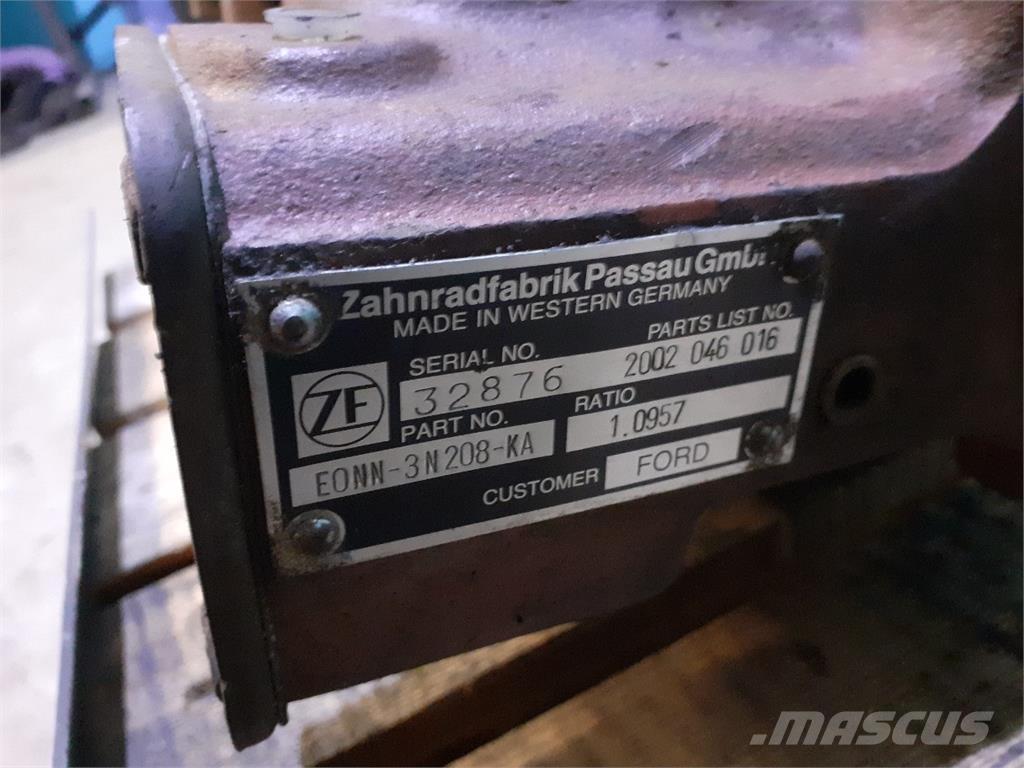 Zahnradfabrik Passau GmbH
MADE IN WESTERN GERMANY
SERIAL NO. PARTS LIST NO.
32876 2002 046 016
ZF
PART NO. RATIO
EONN-3N208-KA 1.0957
CUSTOMER FORD
MASCUS